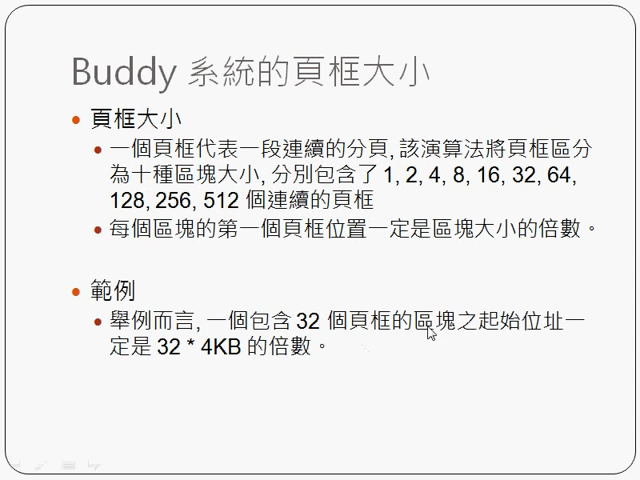 Buddy 系統的頁框大小
頁框大小
一個頁框代表一段連續的分頁, 該演算法將頁框區分
為十種區塊大小, 分別包含了 1, 2, 4, 8, 16, 32, 64,
128, 256, 512 個連續的頁框
每個區塊的第一個頁框位置一定是區塊大小的倍數。
範例
舉例而言, 一個包含 32 個頁框的區塊之起始位址一
定是 32 * 4KB 的倍數。